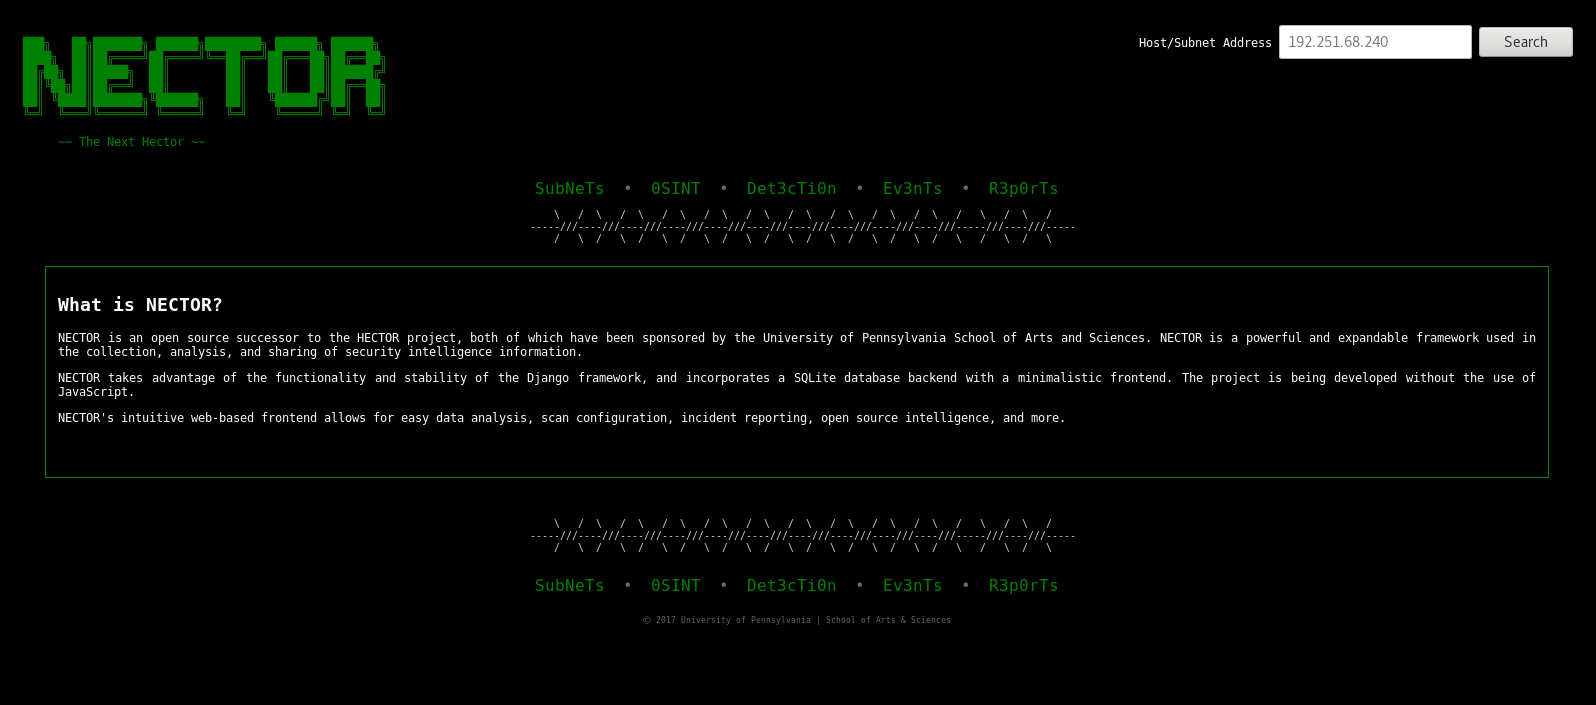 NECTOR
Host/Subnet Address 192.251.68.240 Search
~~ The Next Hector ~~
SubNeTs • 0SINT • Det3cTi0n • Ev3nTs • R3p0rTs
What is NECTOR?
NECTOR is an open source successor to the HECTOR project, both of which have been sponsored by the University of Pennsylvania School of Arts and Sciences. NECTOR is a powerful and expandable framework used in
the collection, analysis, and sharing of security intelligence information.
NECTOR takes advantage of the functionality and stability of the Django framework, and incorporates a SQLite database backend with a minimalistic frontend. The project is being developed without the use of
JavaScript.
NECTOR's intuitive web-based frontend allows for easy data analysis, scan configuration, incident reporting, open source intelligence, and more.
SubNeTs • 0SINT • Det3cTi0n • Ev3nTs • R3p0rTs
© 2017 University of Pennsylvania | School of Arts & Sciences